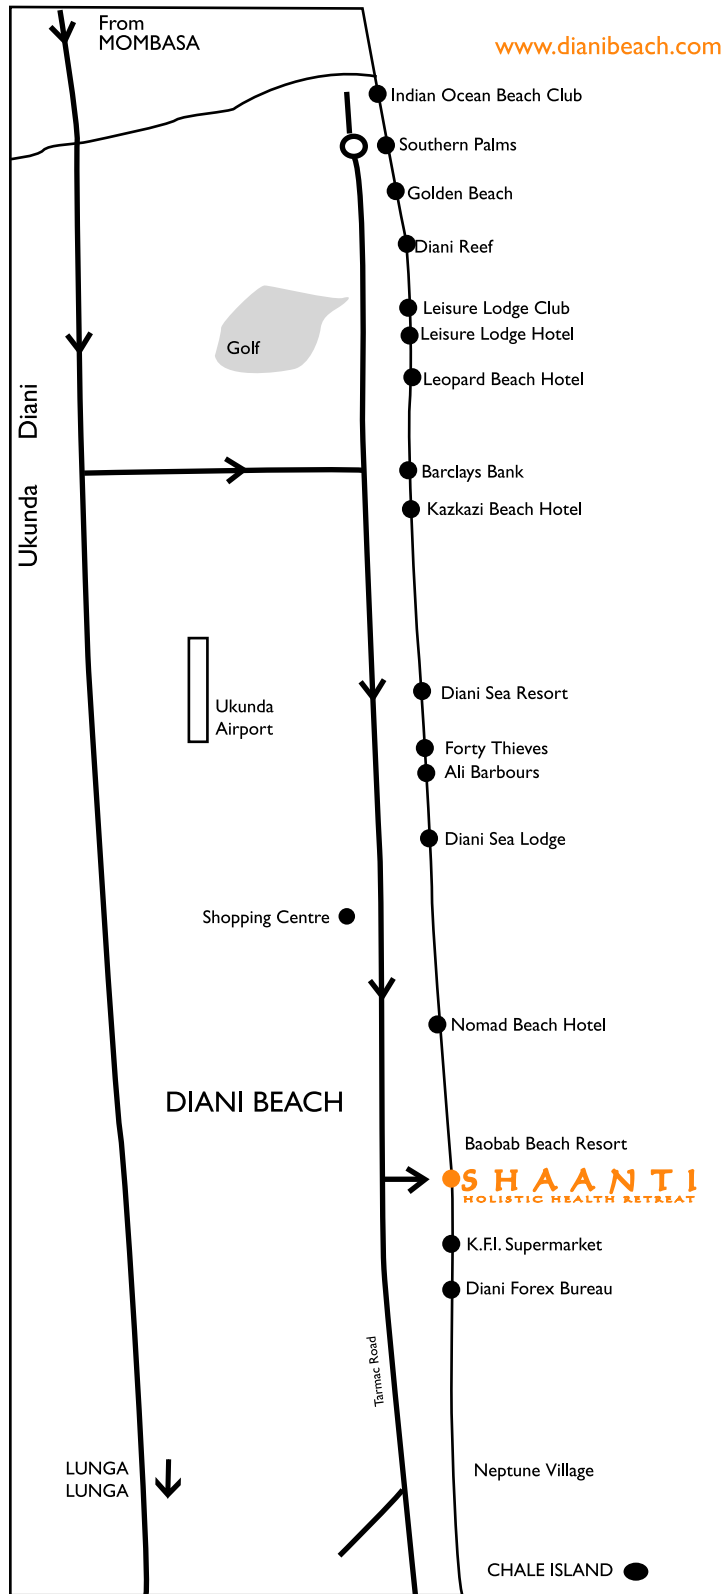 From
MOMBASA
www.dianibeach.com
Indian Ocean Beach Club
Southern Palms
Golden Beach
Diani Reef
Leisure Lodge Club
Leisure Lodge Hotel
Golf
Leopard Beach Hotel
Ukunda Diani
Barclays Bank
Kazkazi Beach Hotel
Diani Sea Resort
Ukunda
Airport
Forty Thieves
Ali Barbours
Diani Sea Lodge
Shopping Centre
Nomad Beach Hotel
DIANI BEACH
Baobab Beach Resort
SHAANTI
HOLISTIC HEALTH RETREAT
K.F.I. Supermarket
Diani Forex Bureau
Tarmac Road
LUNGA
LUNGA
Neptune Village
CHALE ISLAND